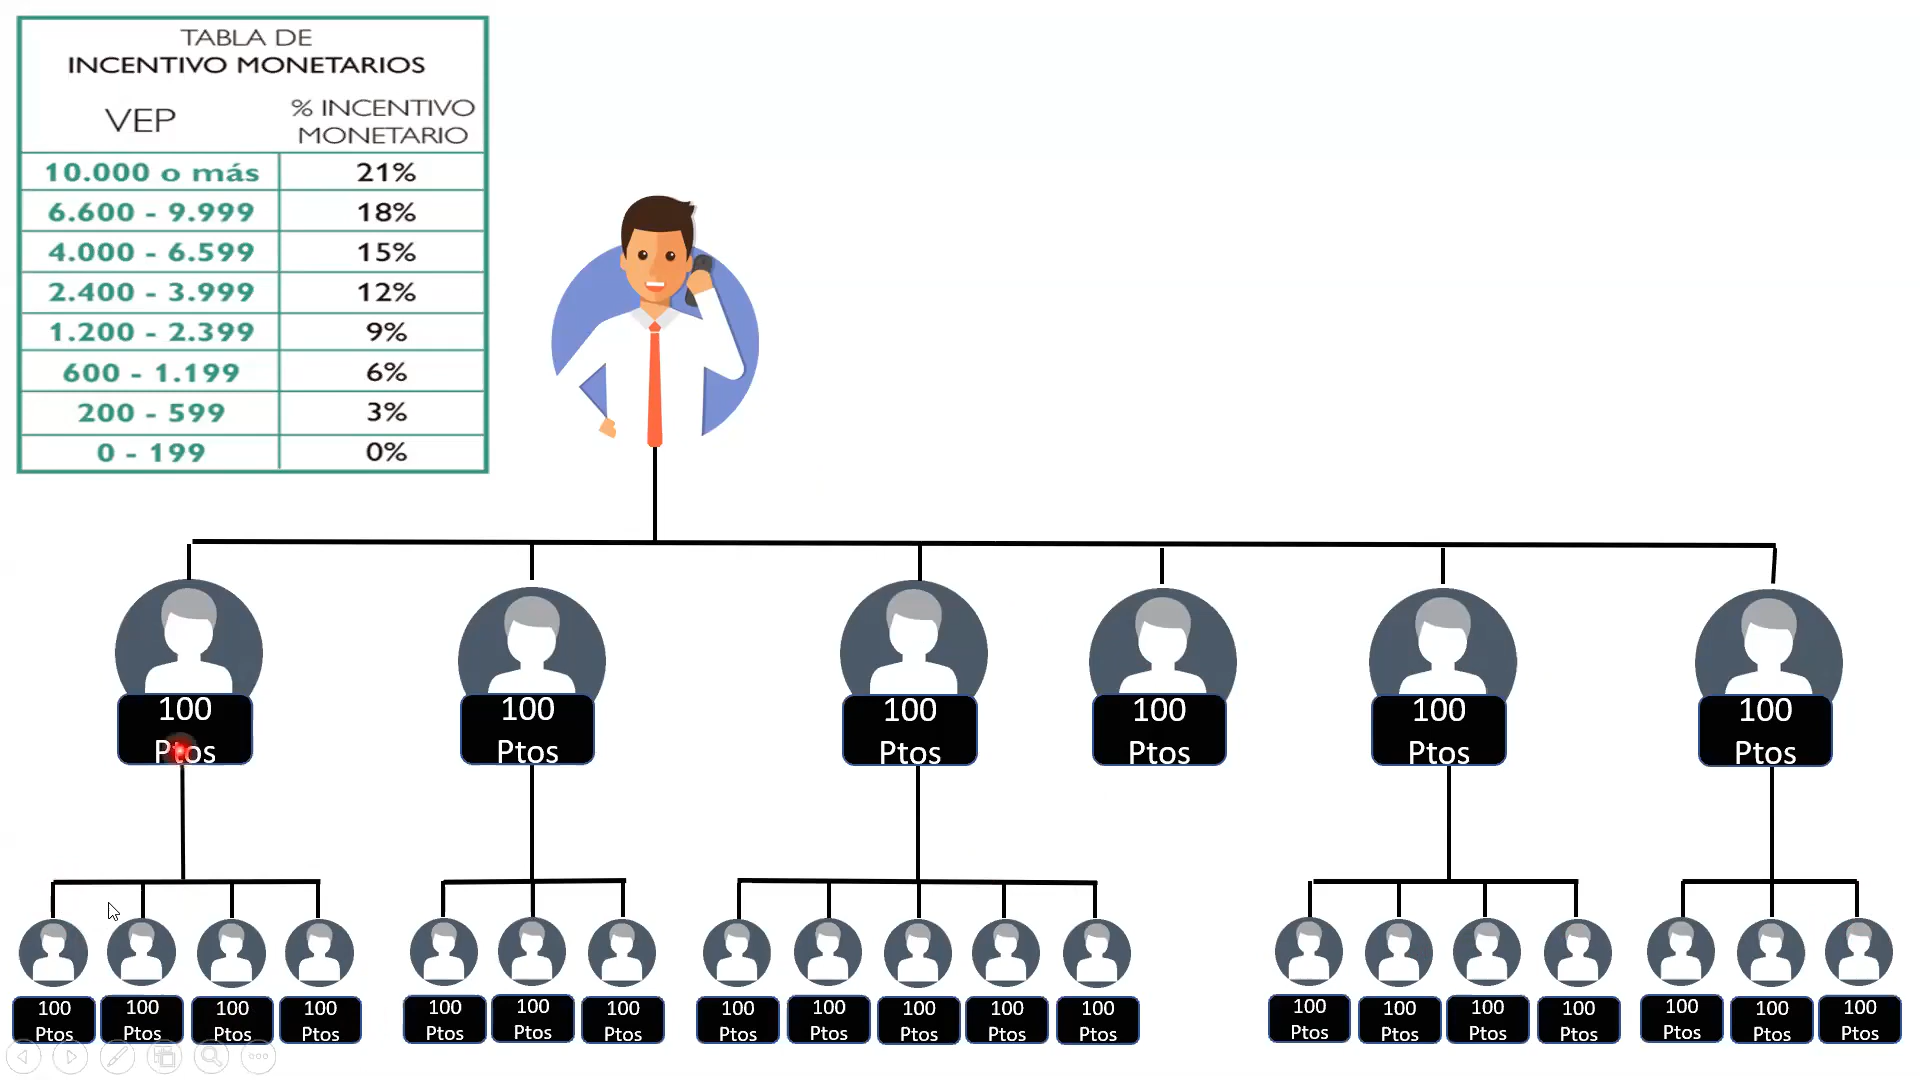 TABLA DE
INCENTIVO MONETARIOS
VEP
% INCENTIVO
MONETARIO
10.000 o más 21%
6.600 - 9.999 18%
4.000 - 6.599 15%
2.400 - 3.999 12%
1.200 - 2.399 9%
600 - 1.199 6%
200 - 599 3%
0 - 199 0%
100
Ptos
100
Ptos
100
Ptos
100
Ptos
100
Ptos
100
Ptos
100
Ptos
100
Ptos
100
Ptos
100
Ptos
100
Ptos
100
Ptos
100
Ptos
100
Ptos
100
Ptos
100
Ptos
100
Ptos
100
Ptos
100
Ptos
100
Ptos
100
Ptos
100
Ptos
100
Ptos
100
Ptos
100
Ptos